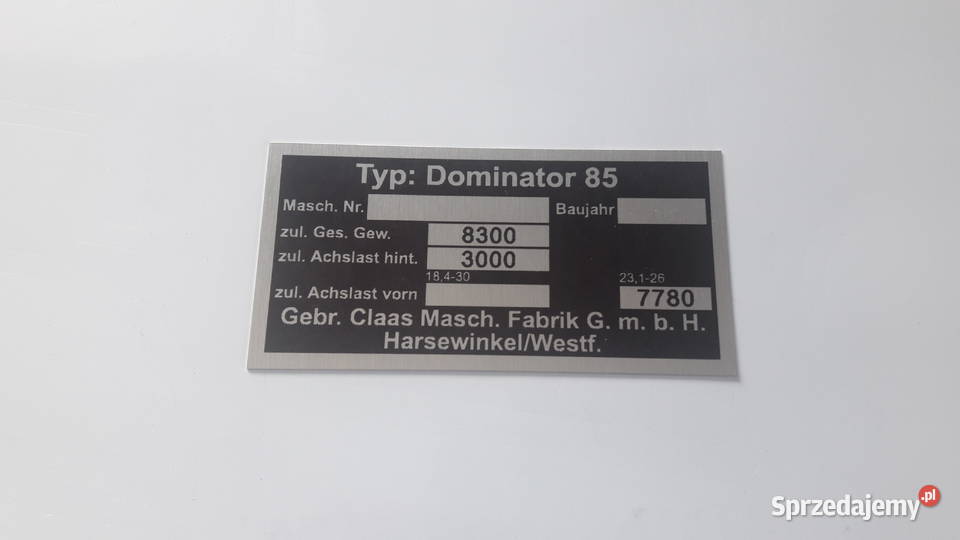 Typ: Dominator 85
Masch. Nr. Baujahr
zul. Ges. Gew. 8300
zul. Achslast hint. 3000
18,4-30 23,1-26
zul. Achslast vorn 7780
Gebr. Claas Masch. Fabrik G. m. b. H.
Harsewinkel/Westf.
Sprzedajemy.pl